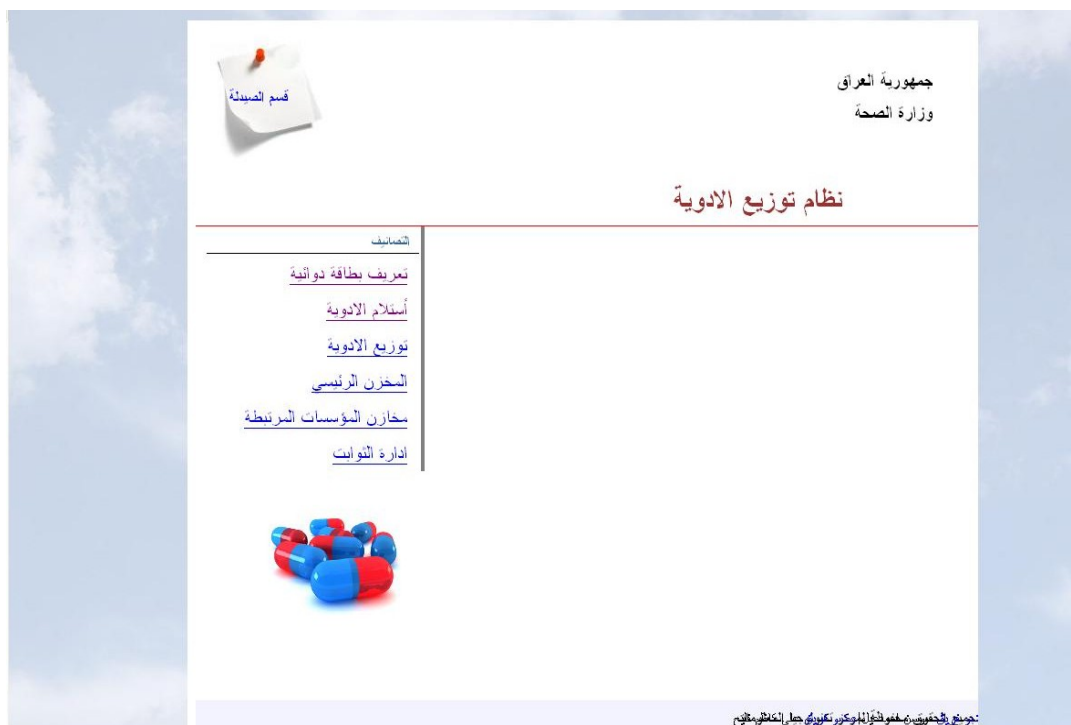 جمهورية العراق
وزارة الصحة
قسم الصيدلة
نظام توزيع الادوية
التصانيف
تعريف بطاقة دوائية
أستلام الادوية
توزيع الادوية
المخزن الرئيسي
مخازن المؤسسات المرتبطة
ادارة الثوابت